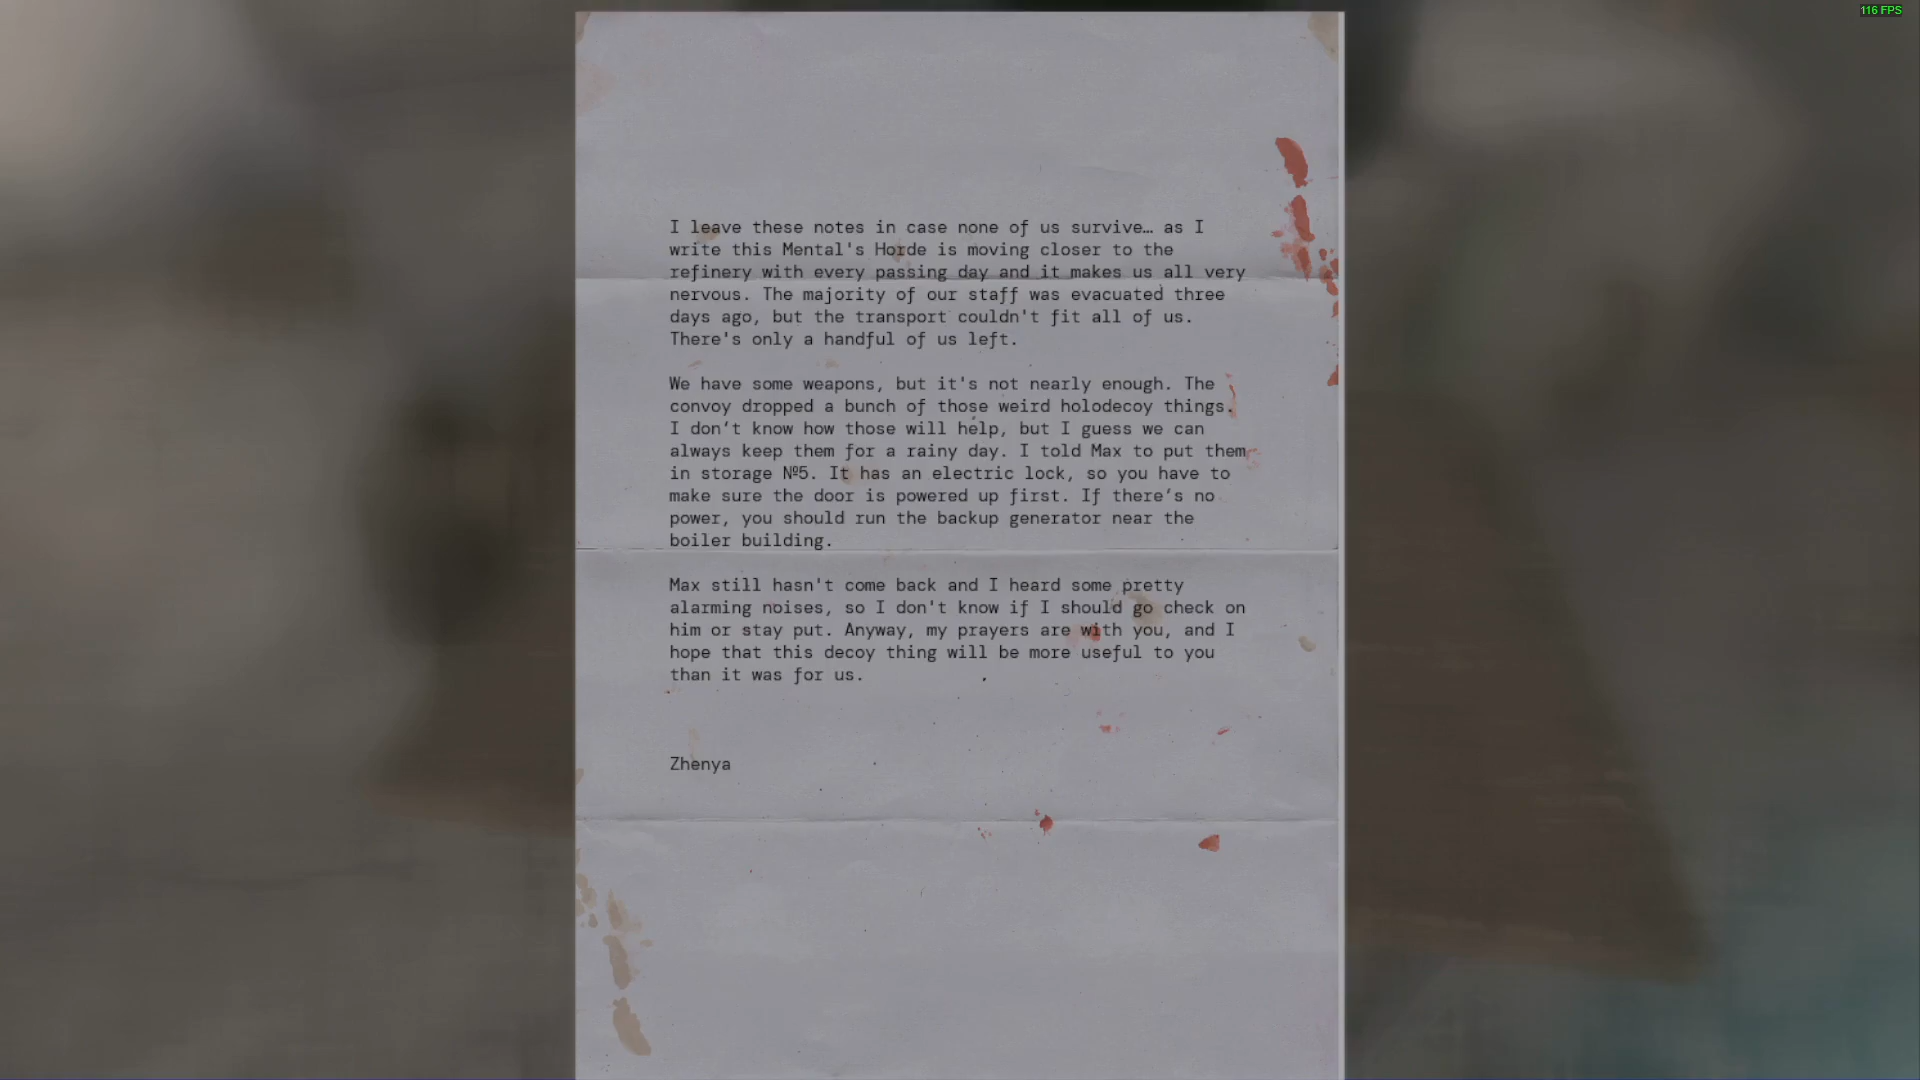 116 FPS
I leave these notes in case none of us survive… as I
write this Mental's Horde is moving closer to the
refinery with every passing day and it makes us all very
nervous. The majority of our staff was evacuated three
days ago, but the transport couldn't fit all of us.
There's only a handful of us left.
We have some weapons, but it's not nearly enough. The
convoy dropped a bunch of those weird holodecoy things.
I don’t know how those will help, but I guess we can
always keep them for a rainy day. I told Max to put them
in storage №5. It has an electric lock, so you have to
make sure the door is powered up first. If there’s no
power, you should run the backup generator near the
boiler building.
Max still hasn't come back and I heard some pretty
alarming noises, so I don't know if I should go check on
him or stay put. Anyway, my prayers are with you, and I
hope that this decoy thing will be more useful to you
than it was for us.
Zhenya